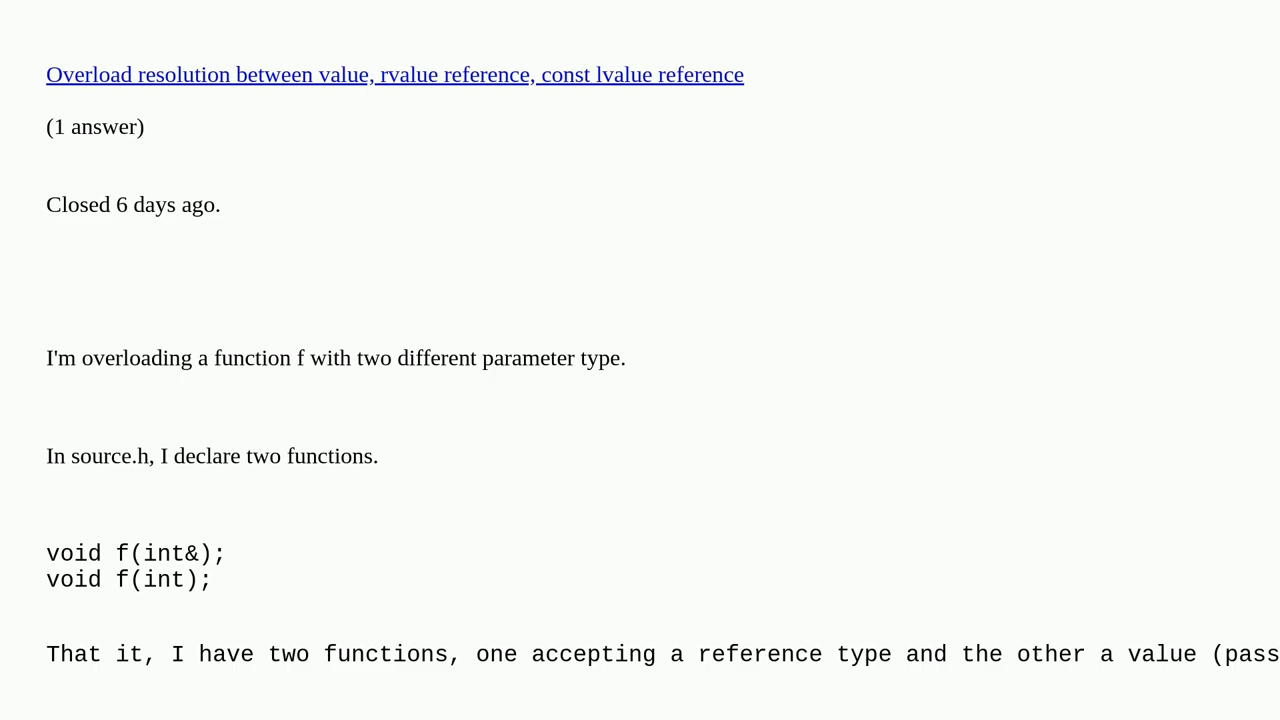 Overload resolution between value, rvalue reference, const lvalue reference
(1 answer)
Closed 6 days ago.
I'm overloading a function f with two different parameter type.
In source.h, I declare two functions.
void f(int&);
void f(int);
That it, I have two functions, one accepting a reference type and the other a value (pass